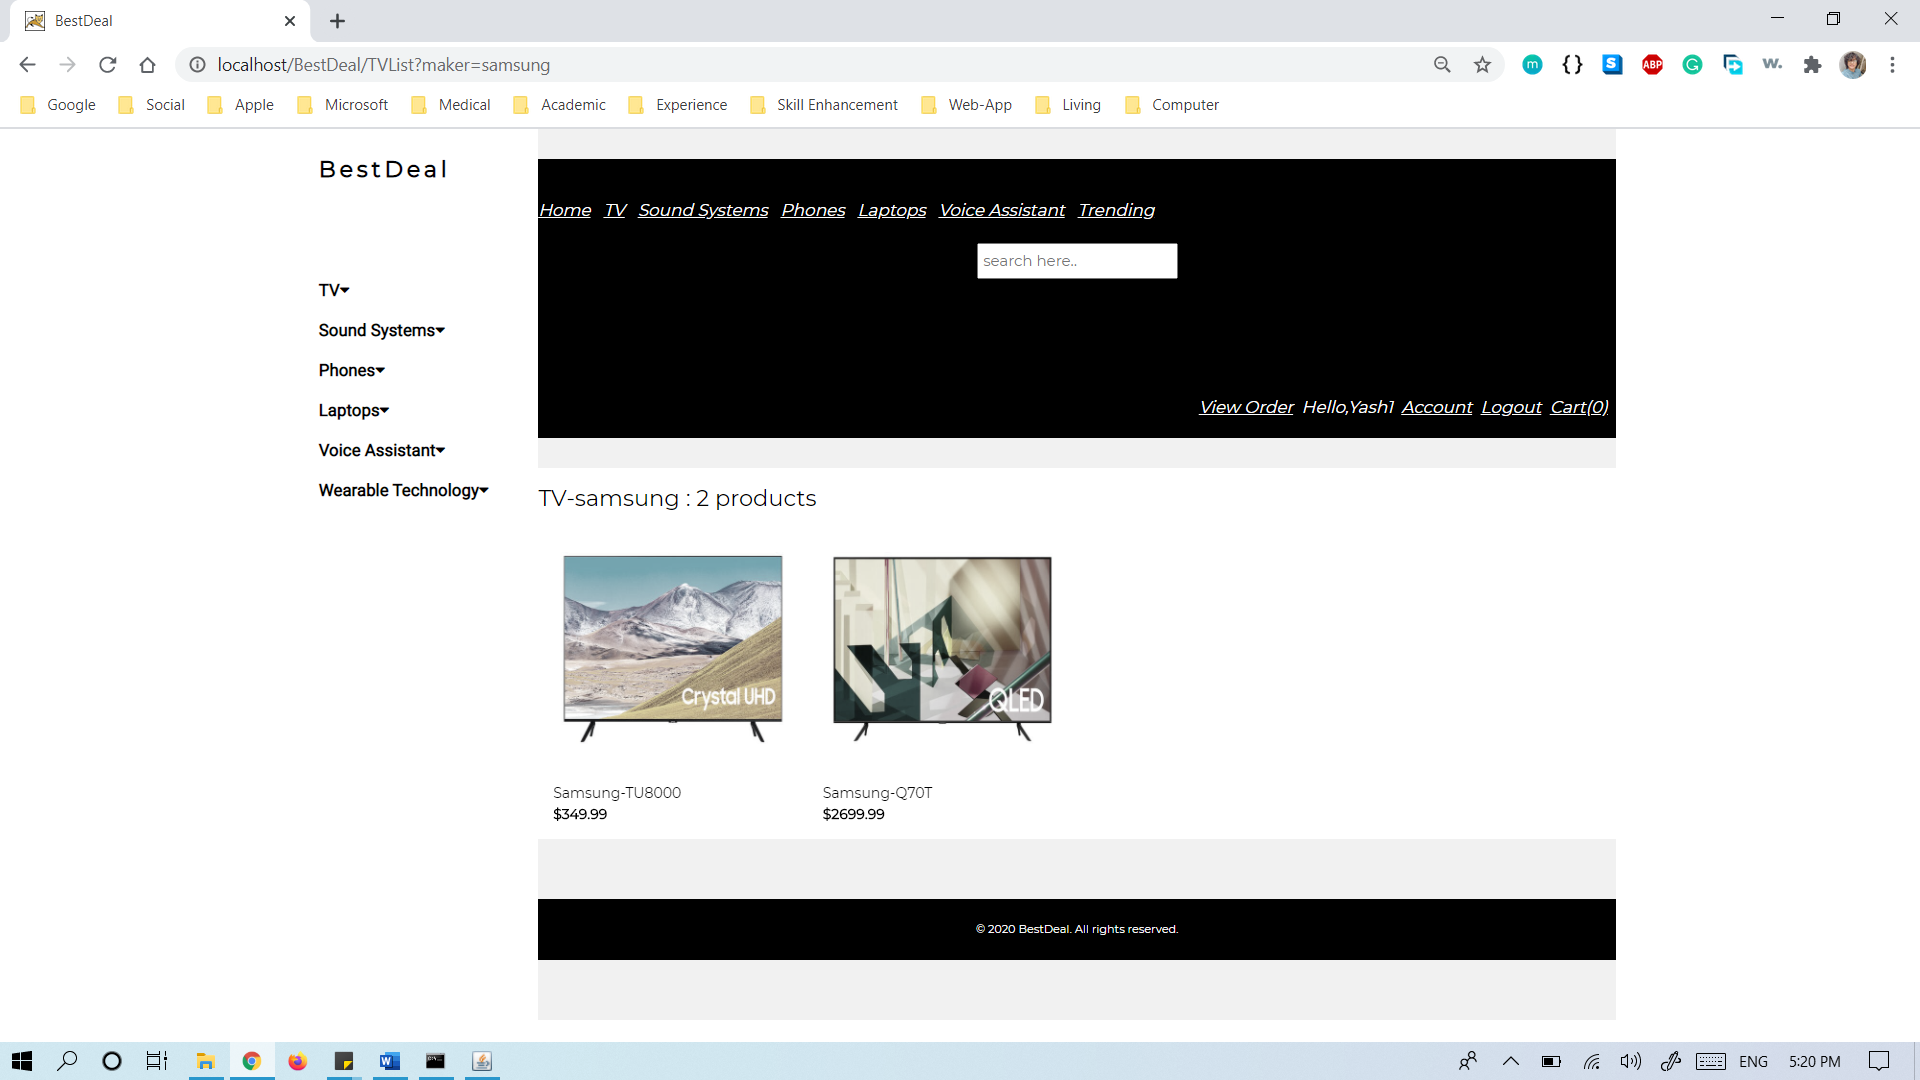 BestDeal
localhost/BestDeal/TVList?maker=samsung
m {} S ABP G w.
Google Social Apple Microsoft Medical Academic Experience Skill Enhancement Web-App Living Computer
BestDeal
Home TV Sound Systems Phones Laptops Voice Assistant Trending
search here..
TV
Sound Systems
Phones
Laptops
Voice Assistant
Wearable Technology
View Order Hello,Yash1 Account Logout Cart(0)
TV-samsung : 2 products
Crystal UHD
QLED
Samsung-TU8000
$349.99
Samsung-Q70T
$2699.99
© 2020 BestDeal. All rights reserved.
W
ENG 5:20 PM